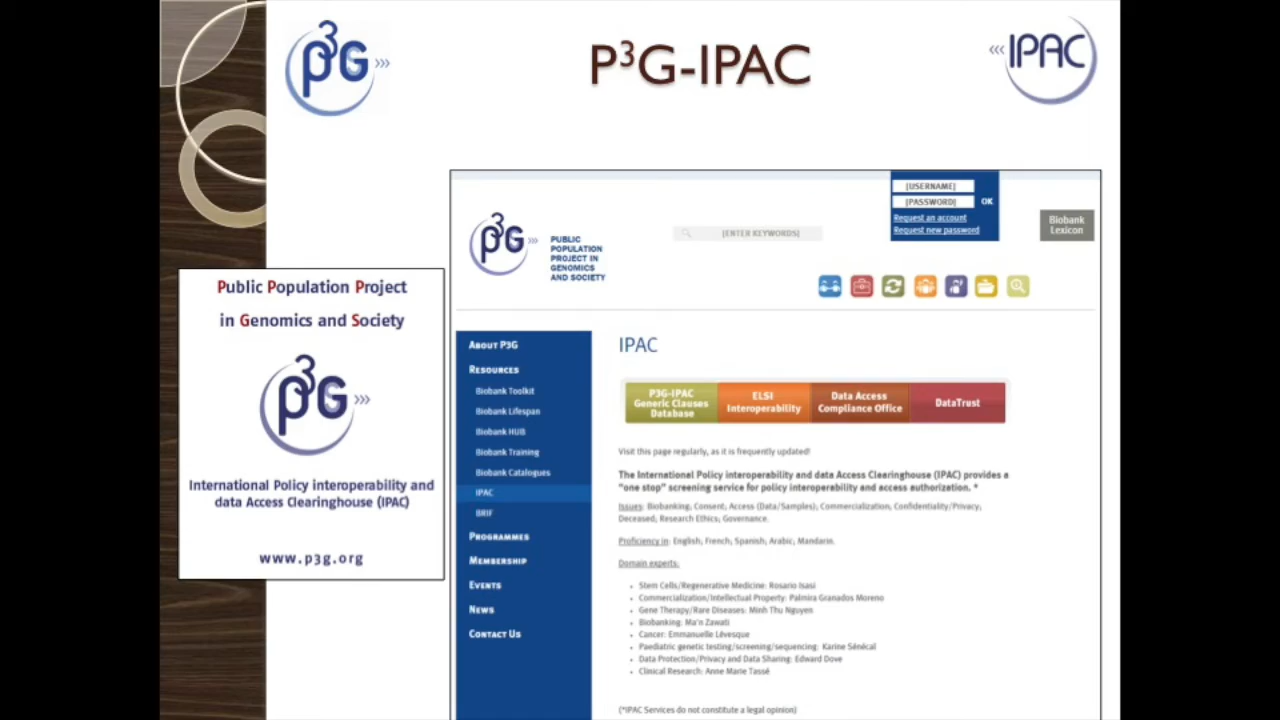 P³G
P³G-IPAC
IPAC
Public Population Project
in Genomics and Society
P³G
International Policy interoperability and
data Access Clearinghouse (IPAC)
www.p3g.org
P³G
PUBLIC
POPULATION
PROJECT IN
GENOMICS
AND SOCIETY
[ENTER KEYWORDS]
[USERNAME]
[PASSWORD] OK
Request an account
Request new password
Biobank
Lexicon
About P3G
Resources
Biobank Toolkit
Biobank Lifespan
Biobank HUB
Biobank Training
Biobank Catalogues
IPAC
BRIF
Programmes
Membership
Events
News
Contact Us
IPAC
P3G-IPAC
Generic Clauses
Database
ELSI
Interoperability
Data Access
Compliance Office
DataTrust
Visit this page regularly, as it is frequently updated!
The International Policy interoperability and data Access Clearinghouse (IPAC) provides a
"one stop" screening service for policy interoperability and access authorization. *
Issues: Biobanking; Consent, Access (Data/Samples); Commercialization, Confidentiality/Privacy;
Deceased; Research Ethics; Governance.
Proficiency in: English; French; Spanish; Arabic; Mandarin.
Domain experts:
• Stem Cells/Regenerative Medicine: Rosario Isasi
• Commercialization/Intellectual Property: Palmira Granados Moreno
• Gene Therapy/Rare Diseases: Minh Thu Nguyen
• Biobanking: Ma'n Zawati
• Cancer: Emmanuelle Lévesque
• Paediatric genetic testing/screening/sequencing: Karine Sénécal
• Data Protection/Privacy and Data Sharing: Edward Dove
• Clinical Research: Anne Marie Tassé
(*IPAC Services do not constitute a legal opinion)